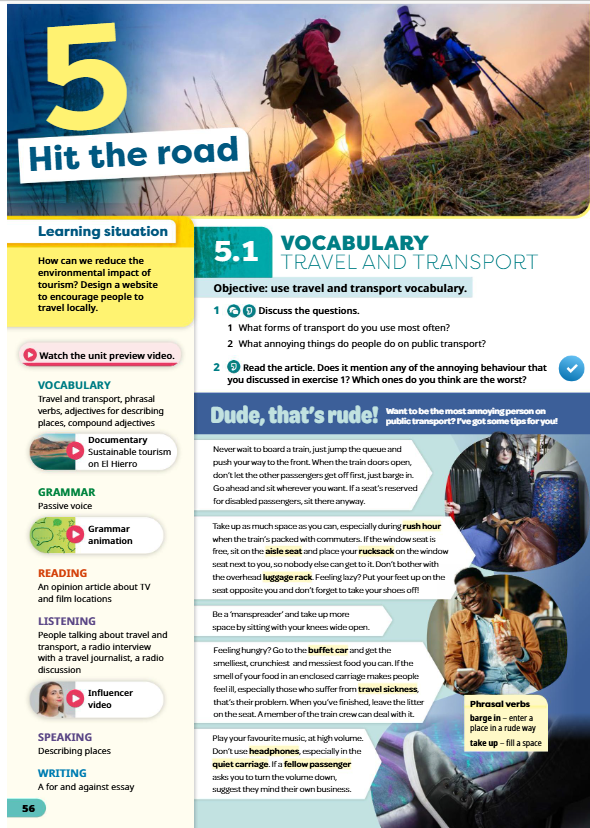 5
Hit the road
Learning situation
How can we reduce the
environmental impact of
tourism? Design a website
to encourage people to
travel locally.
Watch the unit preview video.
VOCABULARY
Travel and transport, phrasal
verbs, adjectives for describing
places, compound adjectives
Documentary
Sustainable tourism
on El Hierro
GRAMMAR
Passive voice
Grammar
animation
READING
An opinion article about TV
and film locations
LISTENING
People talking about travel and
transport, a radio interview
with a travel journalist, a radio
discussion
Influencer
video
SPEAKING
Describing places
WRITING
A for and against essay
56
5.1 VOCABULARY
TRAVEL AND TRANSPORT
Objective: use travel and transport vocabulary.
1 Discuss the questions.
1 What forms of transport do you use most often?
2 What annoying things do people do on public transport?
2 Read the article. Does it mention any of the annoying behaviour that
you discussed in exercise 1? Which ones do you think are the worst?
Dude, that's rude!
Want to be the most annoying person on
public transport? I've got some tips for you!
Never wait to board a train, just jump the queue and
push your way to the front. When the train doors open,
don't let the other passengers get off first, just barge in.
Go ahead and sit wherever you want. If a seat's reserved
for disabled passengers, sit there anyway.
Take up as much space as you can, especially during rush hour
when the train's packed with commuters. If the window seat is
free, sit on the aisle seat and place your rucksack on the window
seat next to you, so nobody else can get to it. Don't bother with
the overhead luggage rack. Feeling lazy? Put your feet up on the
seat opposite you and don't forget to take your shoes off!
Be a 'manspreader' and take up more
space by sitting with your knees wide open.
Feeling hungry? Go to the buffet car and get the
smelliest, crunchiest and messiest food you can. If the
smell of your food in an enclosed carriage makes people
feel ill, especially those who suffer from travel sickness,
that's their problem. When you've finished, leave the litter
on the seat. A member of the train crew can deal with it.
Play your favourite music, at high volume.
Don't use headphones, especially in the
quiet carriage. If a fellow passenger
asks you to turn the volume down,
suggest they mind their own business.
Phrasal verbs
barge in – enter a
place in a rude way
take up – fill a space